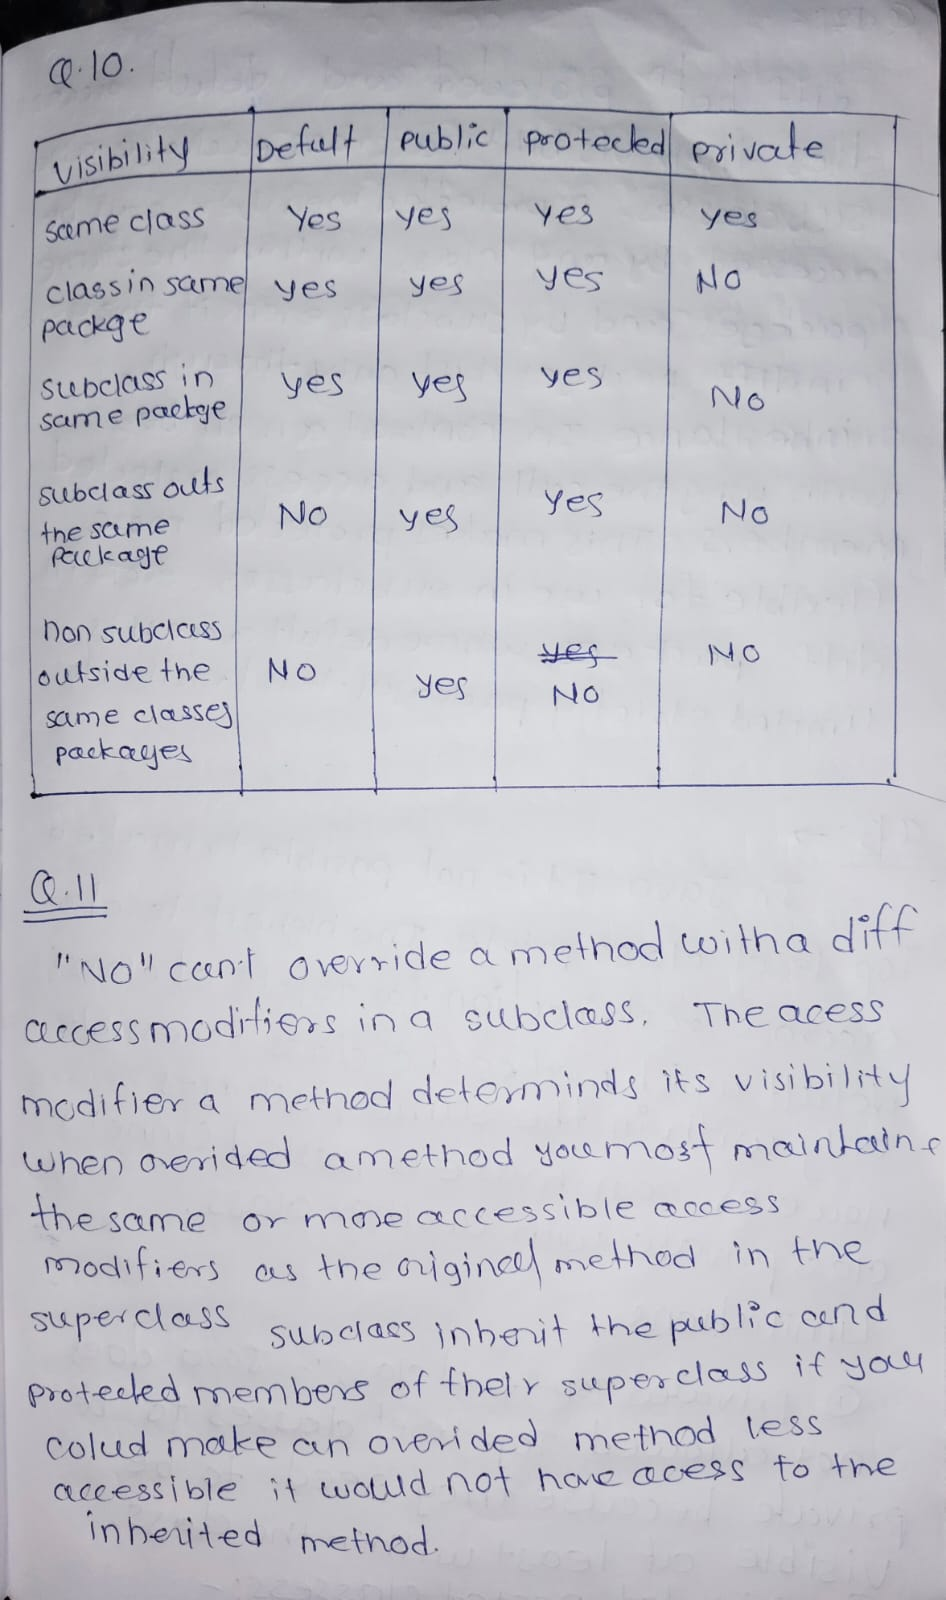 Q.10.
Visibility Defult public protected private
same class Yes yes yes yes
class in same yes yes yes No
packge
subclass in yes yes yes No
same packge
subclass outs No yes yes No
the same
package
non subclass
outside the No yes yes No No
same classes
packages
Q.11
"NO" can't override a method with a diff
access modifiers in a subclass. The acess
modifier a method determinds its visibility
when overided a method you most maintain
the same or more accessible access
modifiers as the original method in the
superclass subclass inherit the public and
protected members of their superclass if you
colud make an overided method less
accessible it would not have acess to the
inherited method.